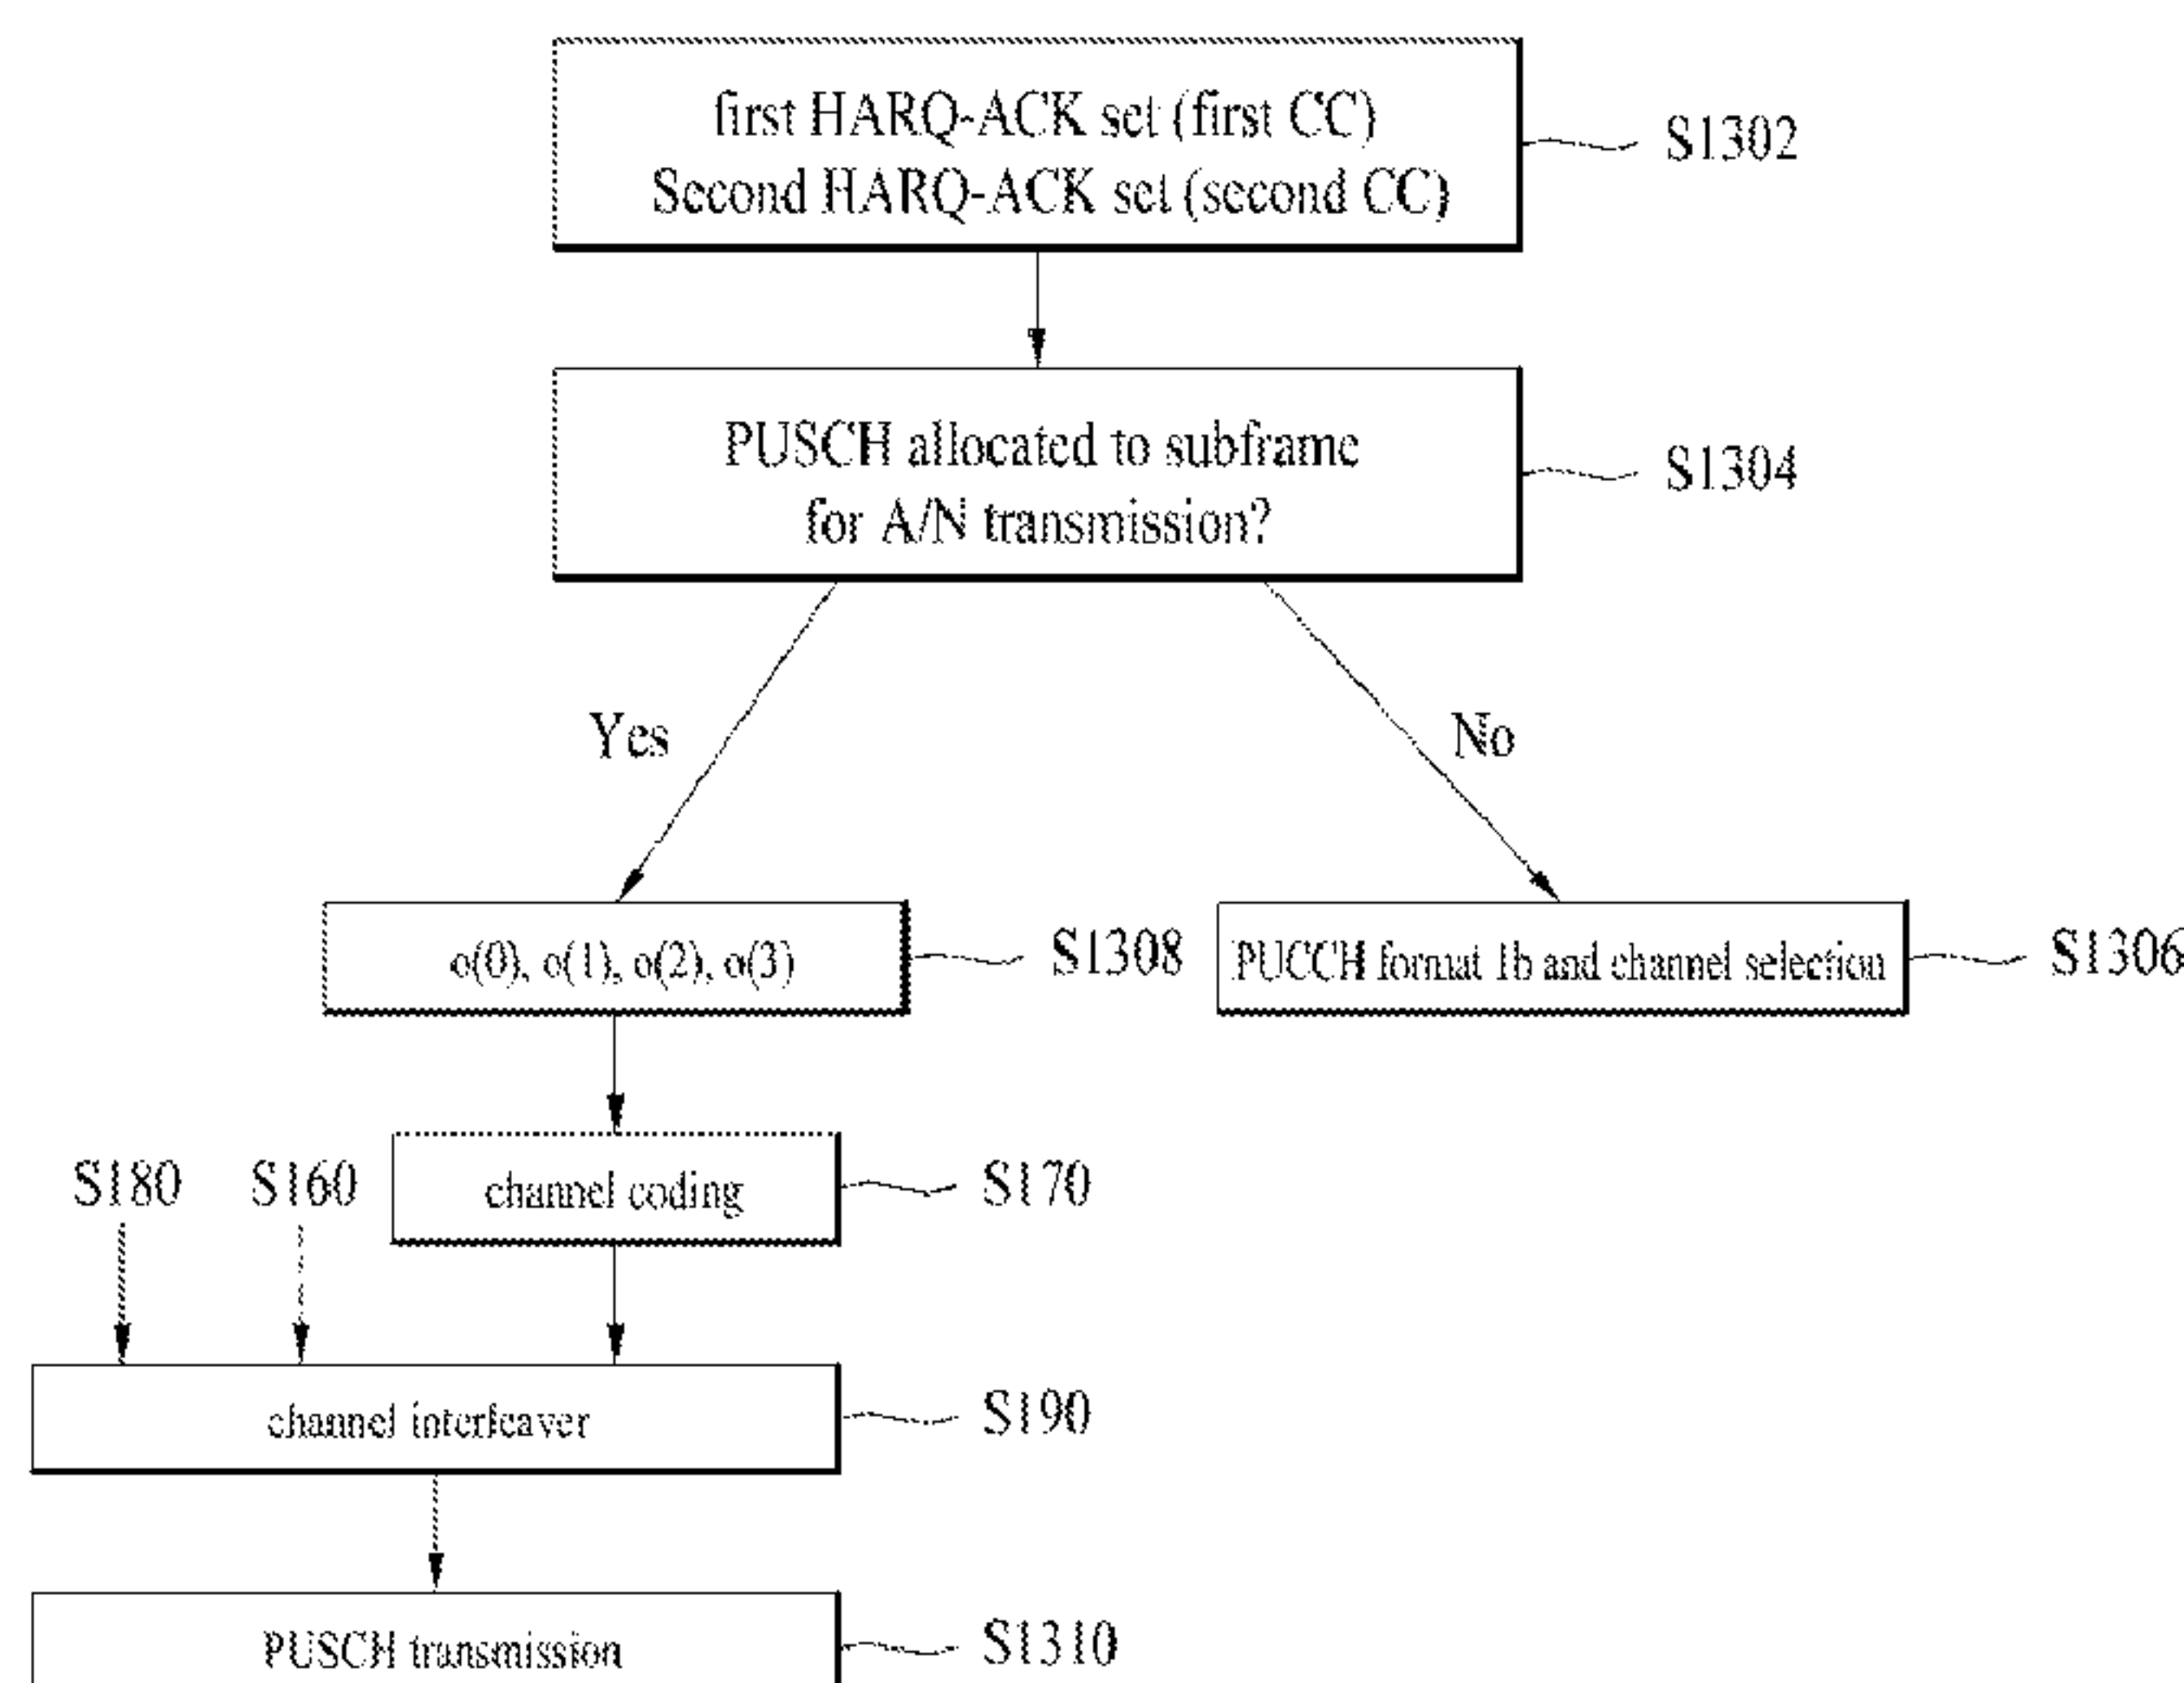 first HARQ-ACK set (first CC)
Second HARQ-ACK set (second CC)
S1302
PUSCH allocated to subframe
for A/N transmission?
S1304
Yes
No
o(0), o(1), o(2), o(3)
S1308
PUCCH format 1b and channel selection
S1306
S180
S160
channel coding
S170
channel interleaver
S190
PUSCH transmission
S1310